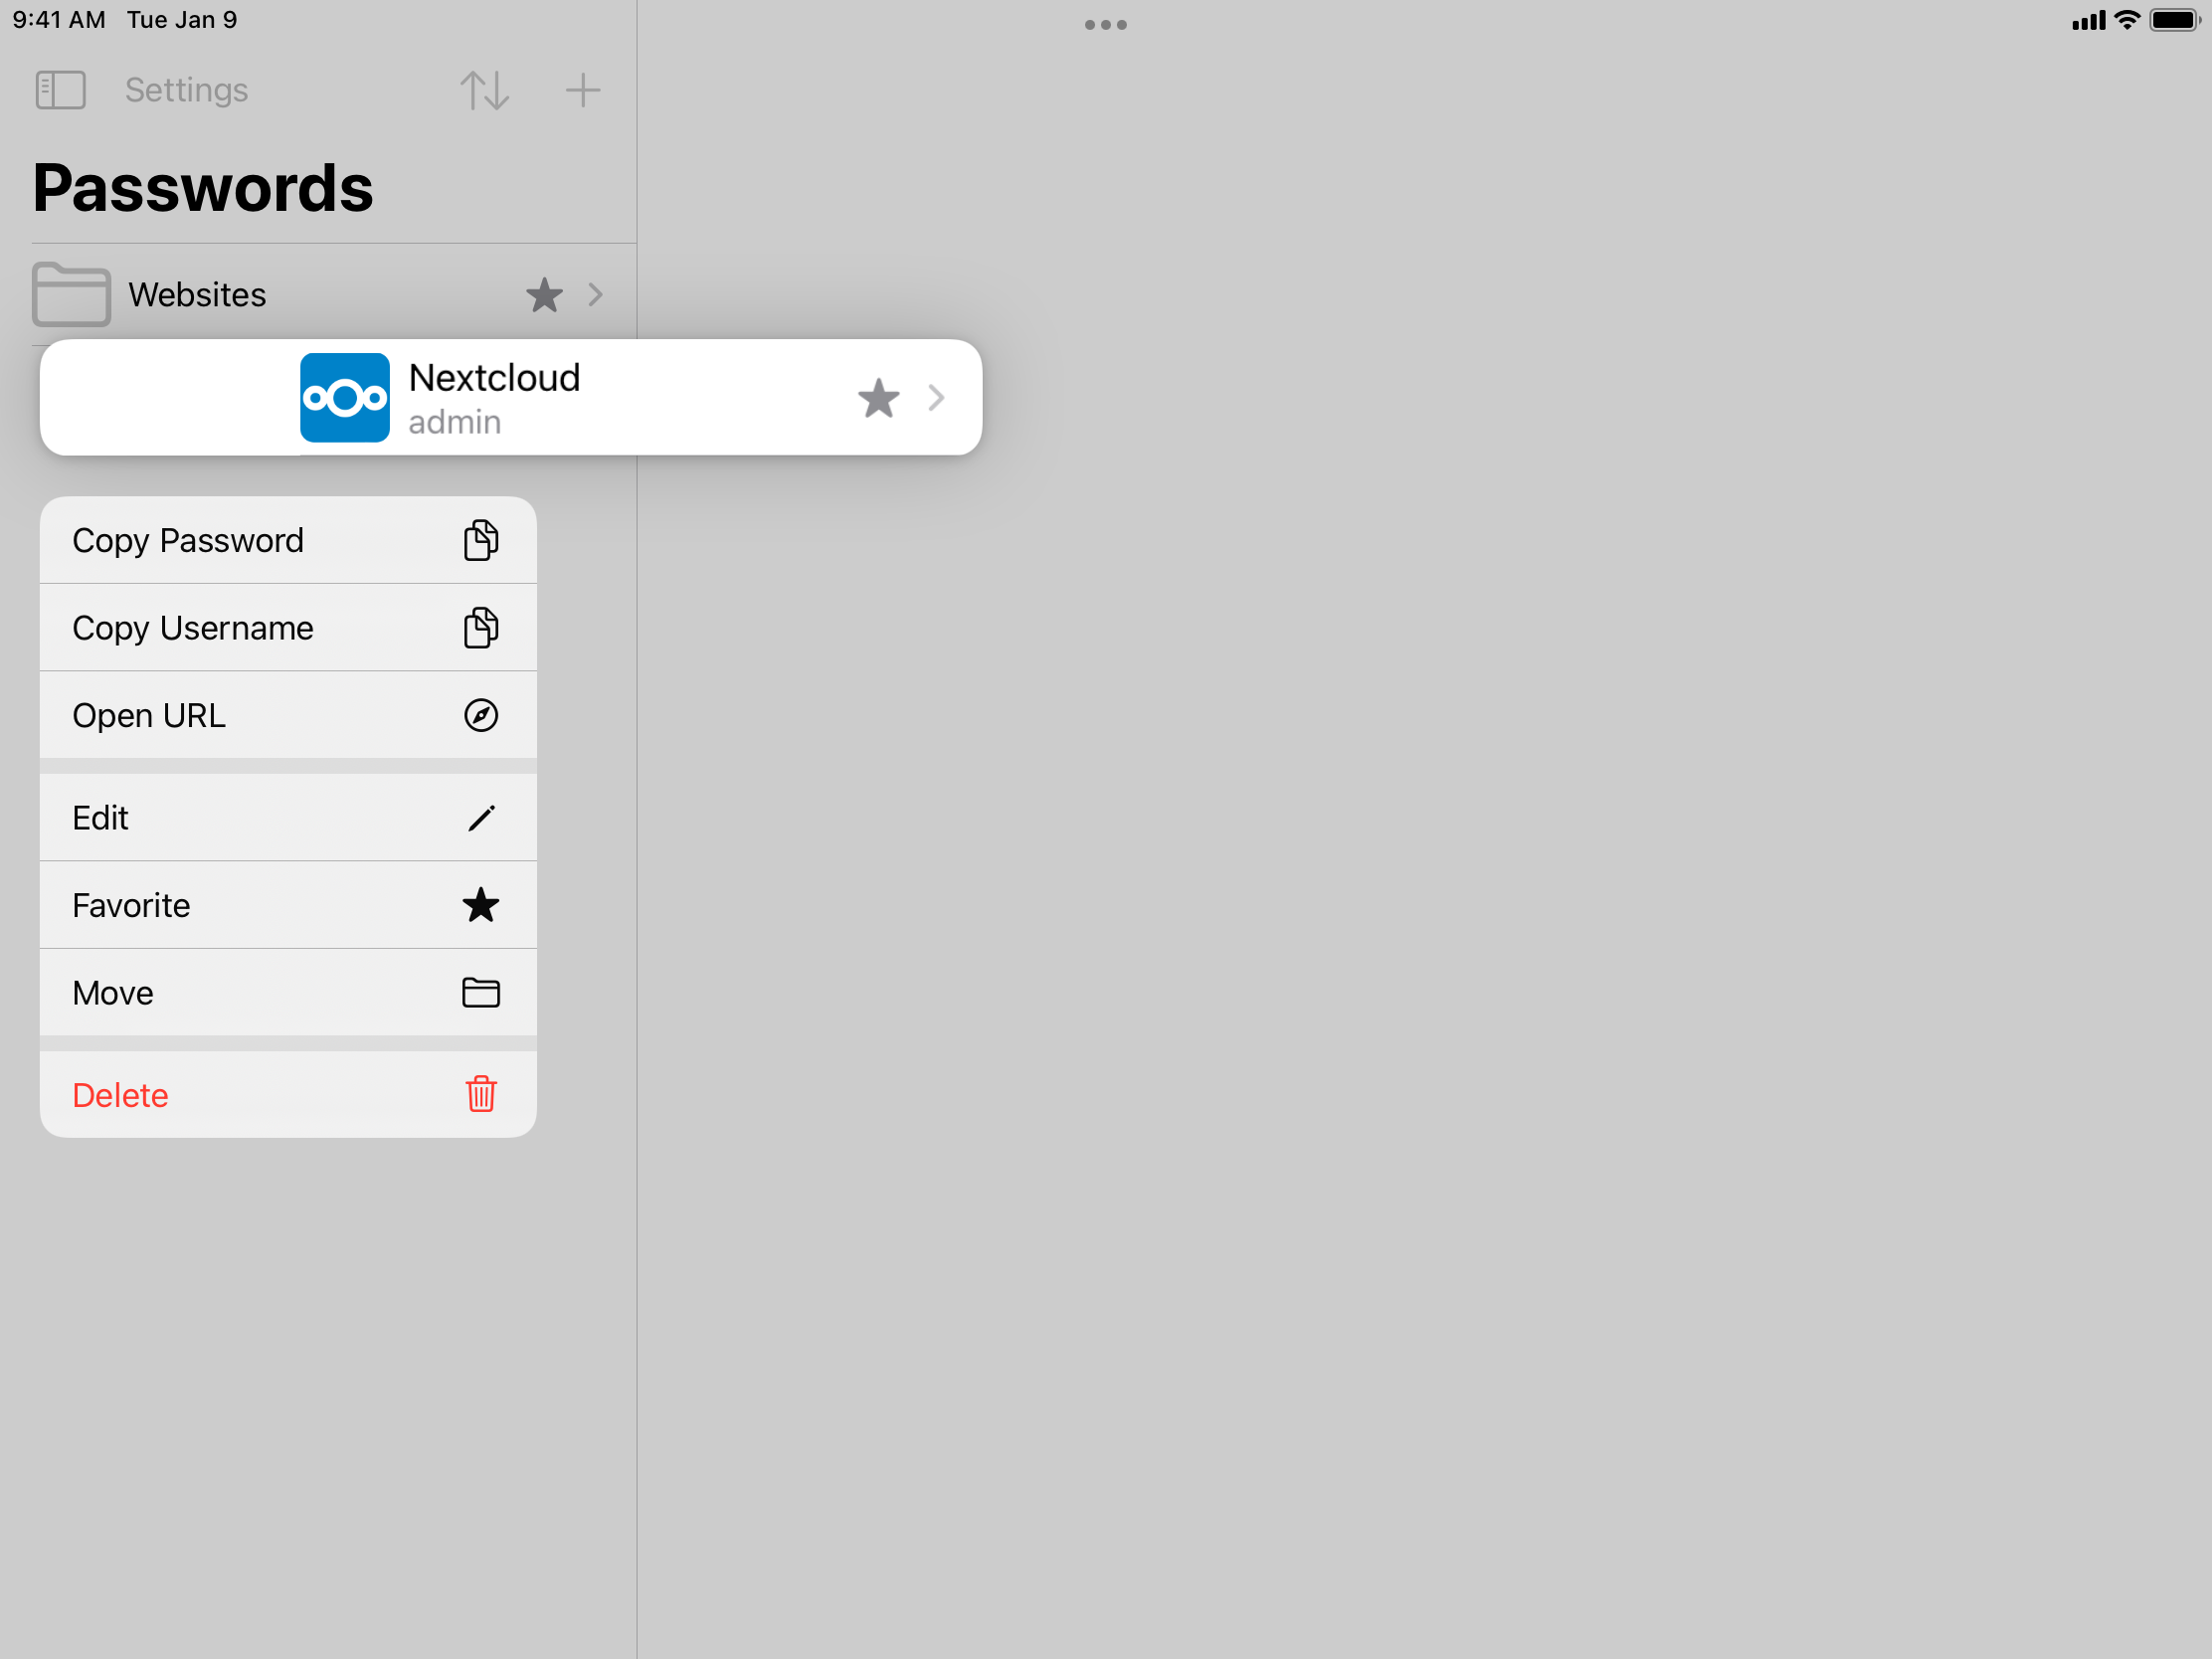 9:41 AM Tue Jan 9
Settings
Passwords
Websites
Nextcloud
admin
Copy Password
Copy Username
Open URL
Edit
Favorite
Move
Delete